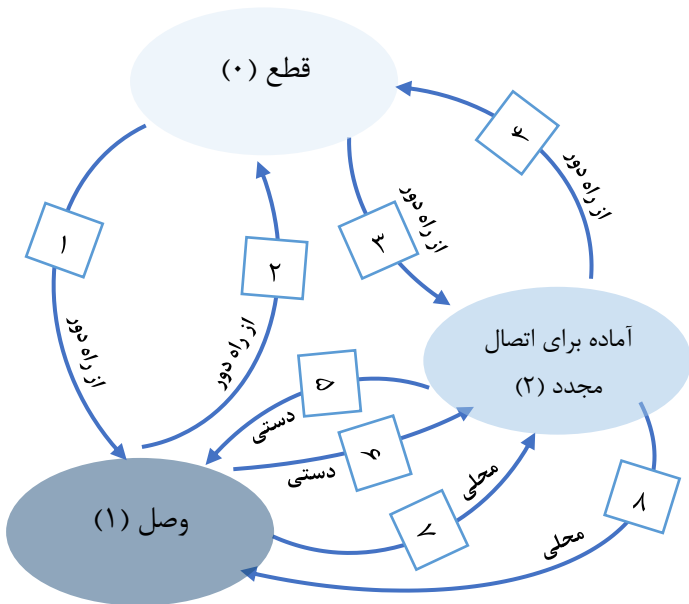 قطع (۰)
۴
از راه دور
۱
از راه دور
۲
از راه دور
۳
از راه دور
آماده برای اتصال
مجدد (۲)
۵
دستی
۶
دستی
۷
محلی
۸
محلی
وصل (۱)